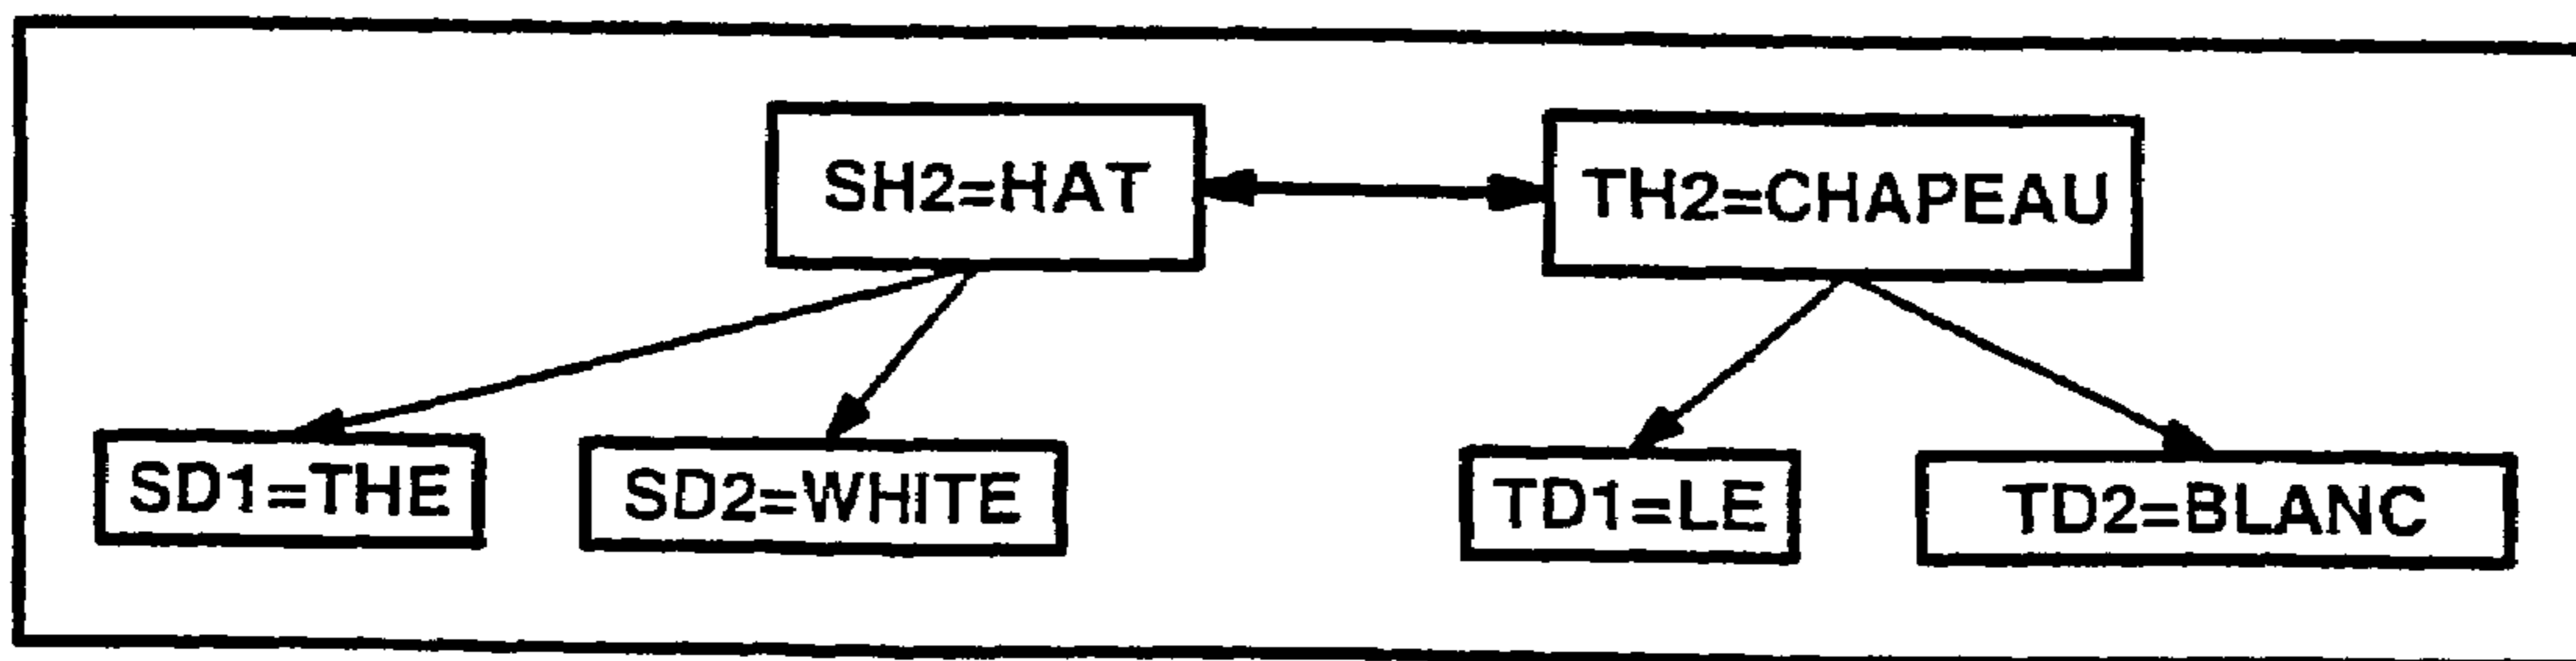 SH2=HAT
TH2=CHAPEAU
SD1=THE
SD2=WHITE
TD1=LE
TD2=BLANC